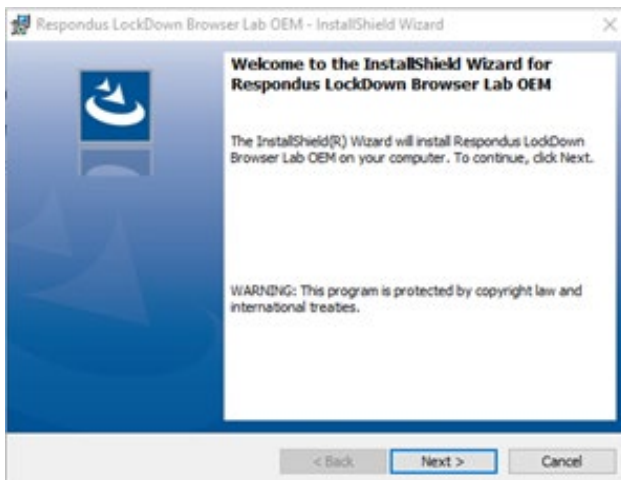 Respondus LockDown Browser Lab OEM - InstallShield Wizard
Welcome to the InstallShield Wizard for
Respondus LockDown Browser Lab OEM
The InstallShield(R) Wizard will install Respondus LockDown
Browser Lab OEM on your computer. To continue, click Next.
WARNING: This program is protected by copyright law and
international treaties.
< Back
Next >
Cancel